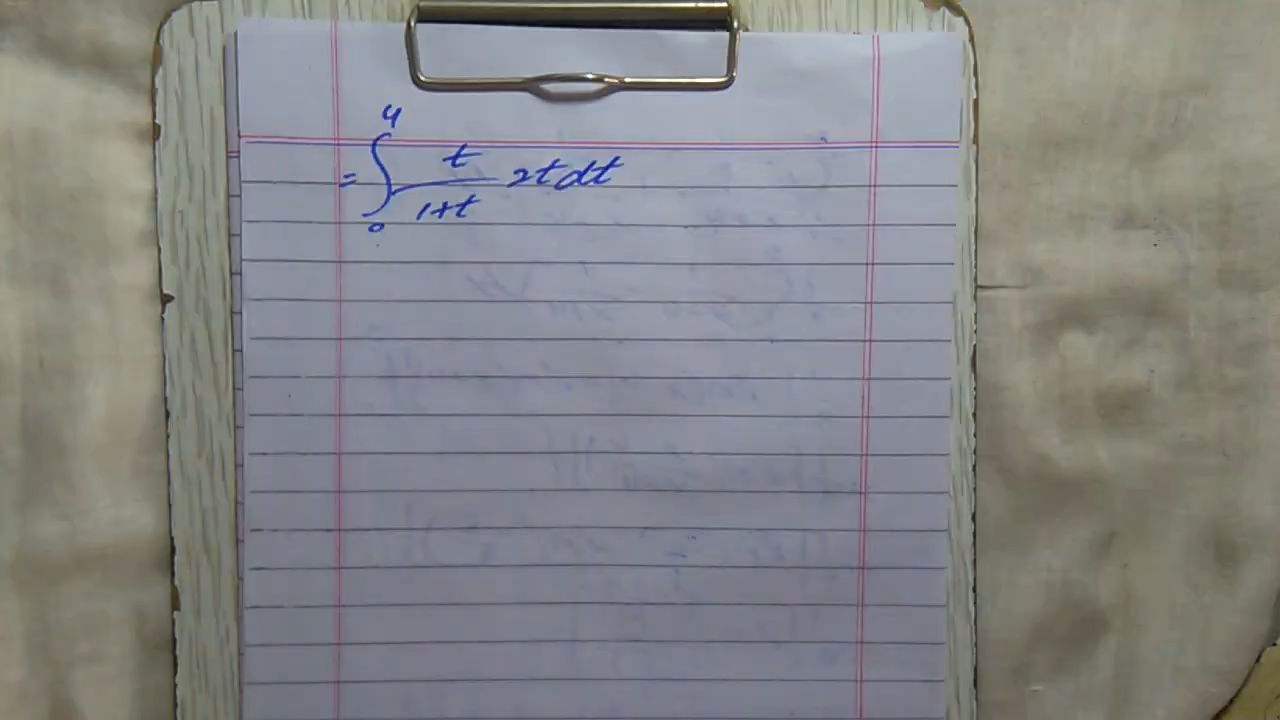 = ∫₀⁴ t/(1+t) 2t dt